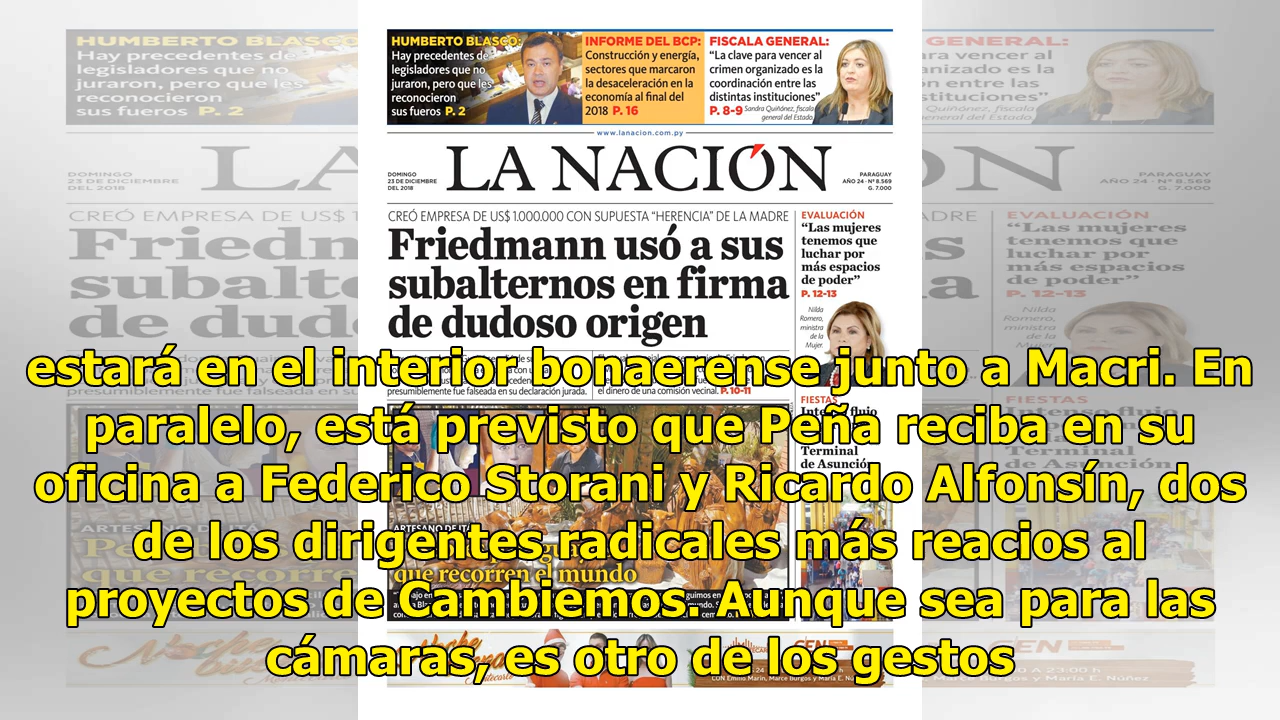 HUMBERTO BLASCO:
Hay precedentes de
legisladores que no
juraron, pero que les
reconocieron
sus fueros P. 2
INFORME DEL BCP:
Construcción y energía,
sectores que marcaron
la desaceleración en la
economía al final del
2018 P. 16
FISCALA GENERAL:
“La clave para vencer al
crimen organizado es la
coordinación entre las
distintas instituciones”
P. 8-9 Sandra Quiñónez, fiscala
general del Estado.
www.lanacion.com.py
DOMINGO
23 DE DICIEMBRE
DEL 2018
LA NACIÓN
PARAGUAY
AÑO 24 - Nº 8.569
G. 7.000
CREÓ EMPRESA DE US$ 1.000.000 CON SUPUESTA “HERENCIA” DE LA MADRE
Friedmann usó a sus
subalternos en firma
de dudoso origen
presumiblemente fue falseada en su declaración jurada.
el dinero de una comisión vecinal. P. 10-11
EVALUACIÓN
“Las mujeres
tenemos que
luchar por
más espacios
de poder”
P. 12-13
Nilda
Romero,
ministra
de la
Mujer.
FIESTAS
Intenso flujo
Terminal
de Asunción
ARTESANO DE ITÁ
que recorren el mundo
estará en el interior bonaerense junto a Macri. En
paralelo, está previsto que Peña reciba en su
oficina a Federico Storani y Ricardo Alfonsín, dos
de los dirigentes radicales más reacios al
proyectos de Cambiemos. Aunque sea para las
cámaras, es otro de los gestos